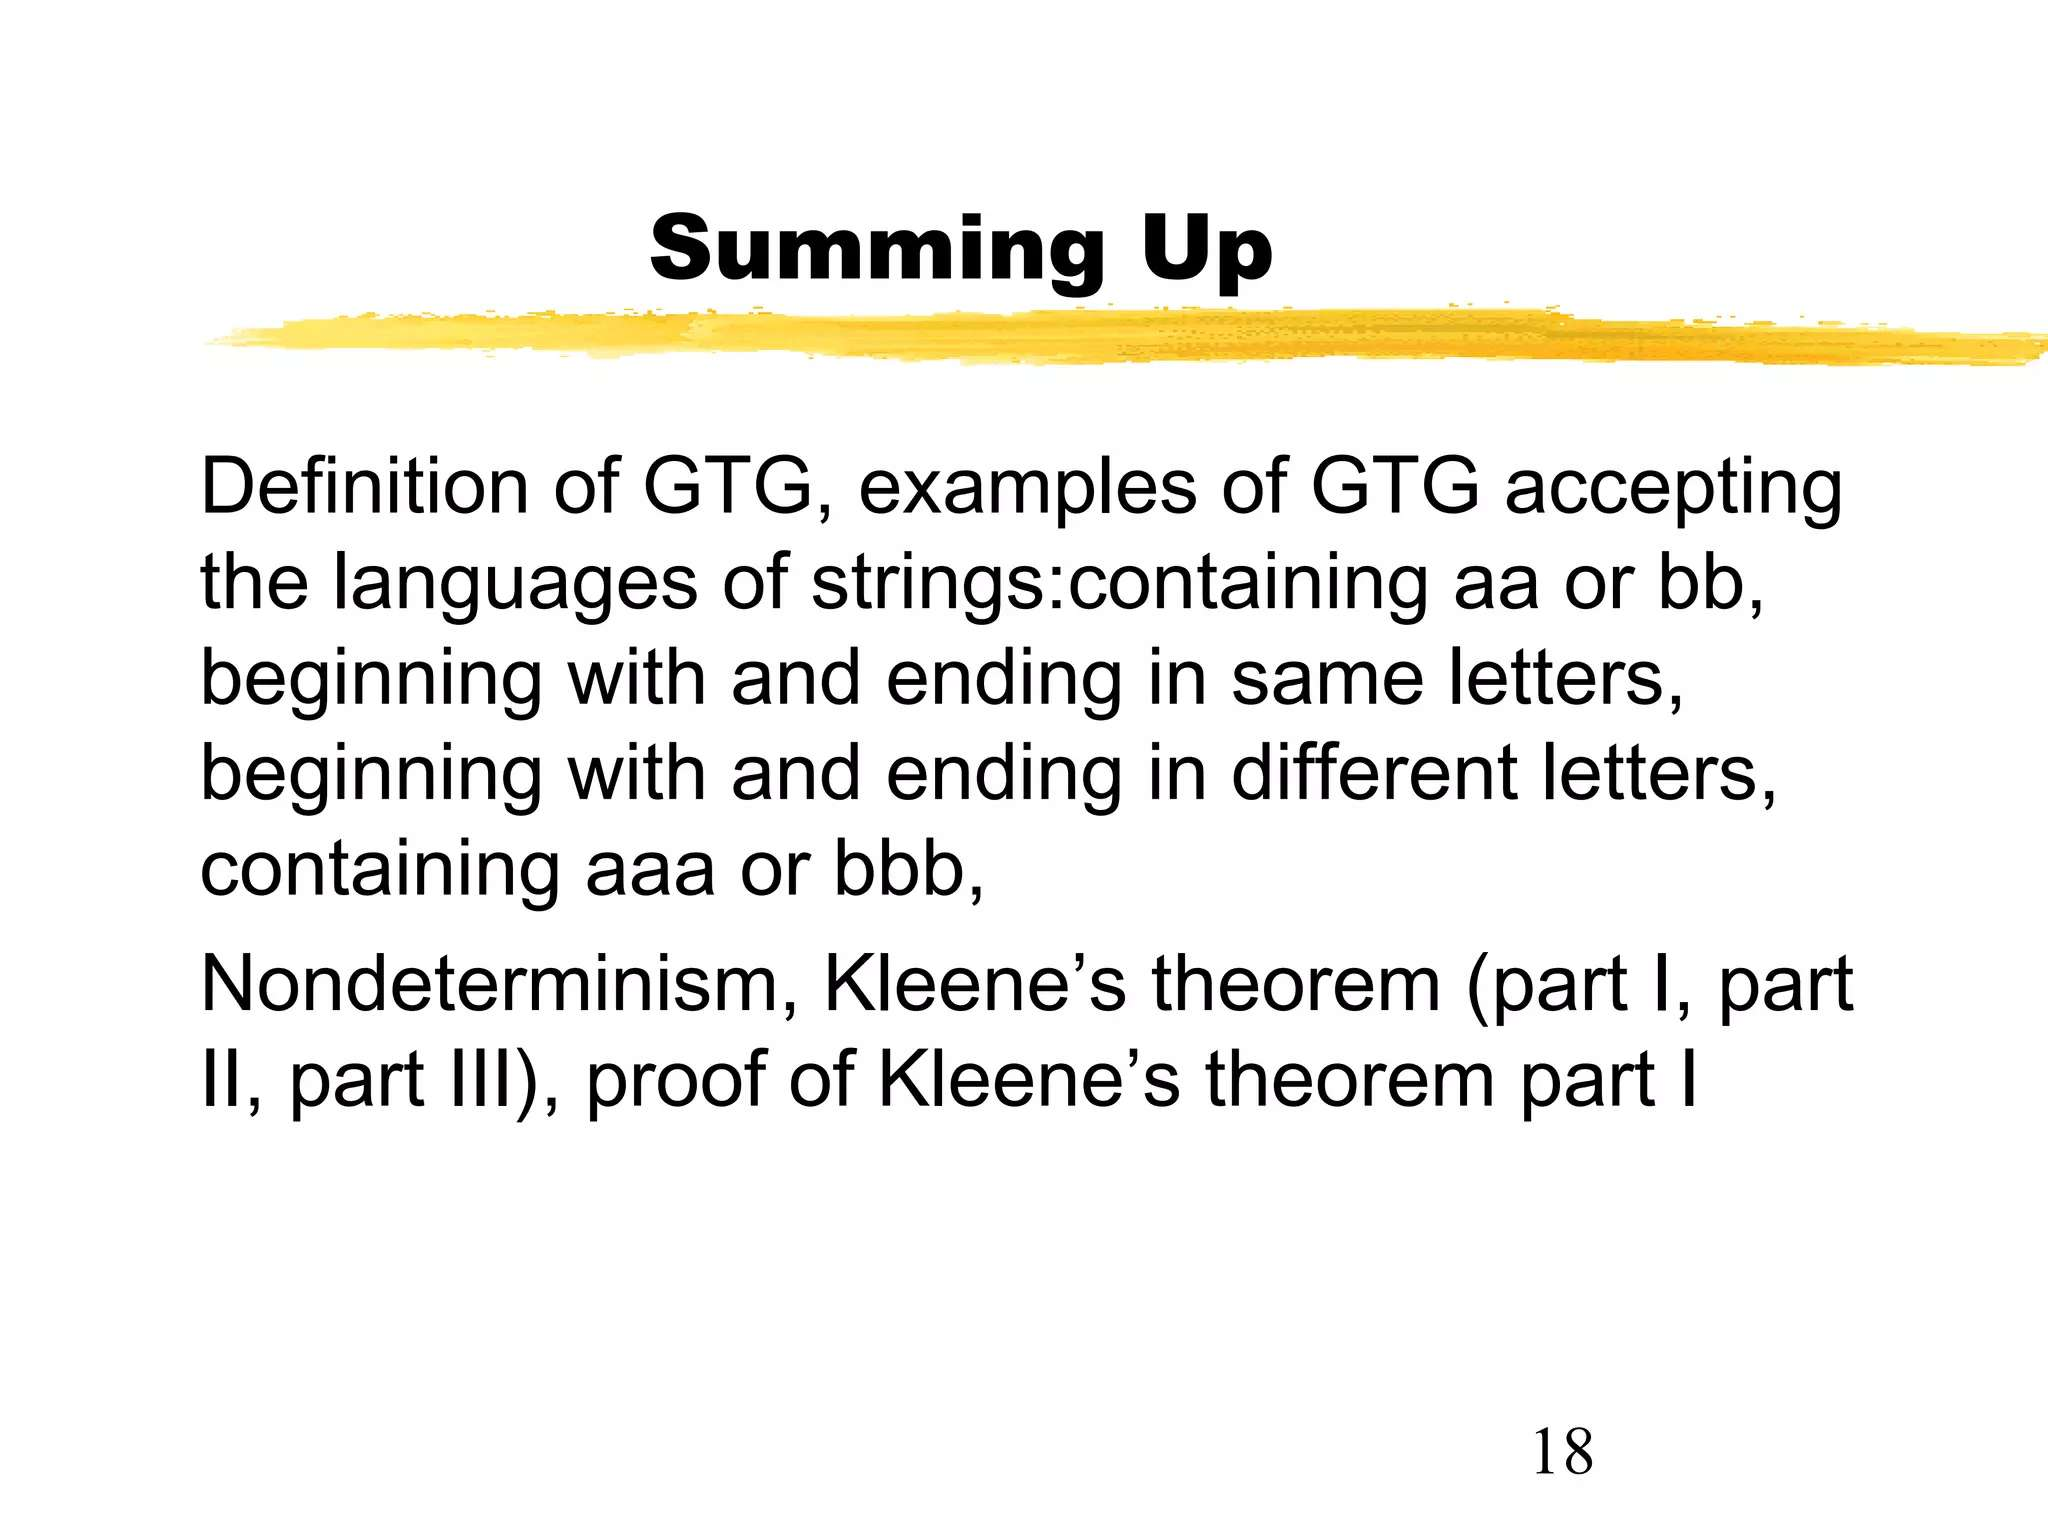 Summing Up
Definition of GTG, examples of GTG accepting
the languages of strings:containing aa or bb,
beginning with and ending in same letters,
beginning with and ending in different letters,
containing aaa or bbb,
Nondeterminism, Kleene’s theorem (part I, part
II, part III), proof of Kleene’s theorem part I
18